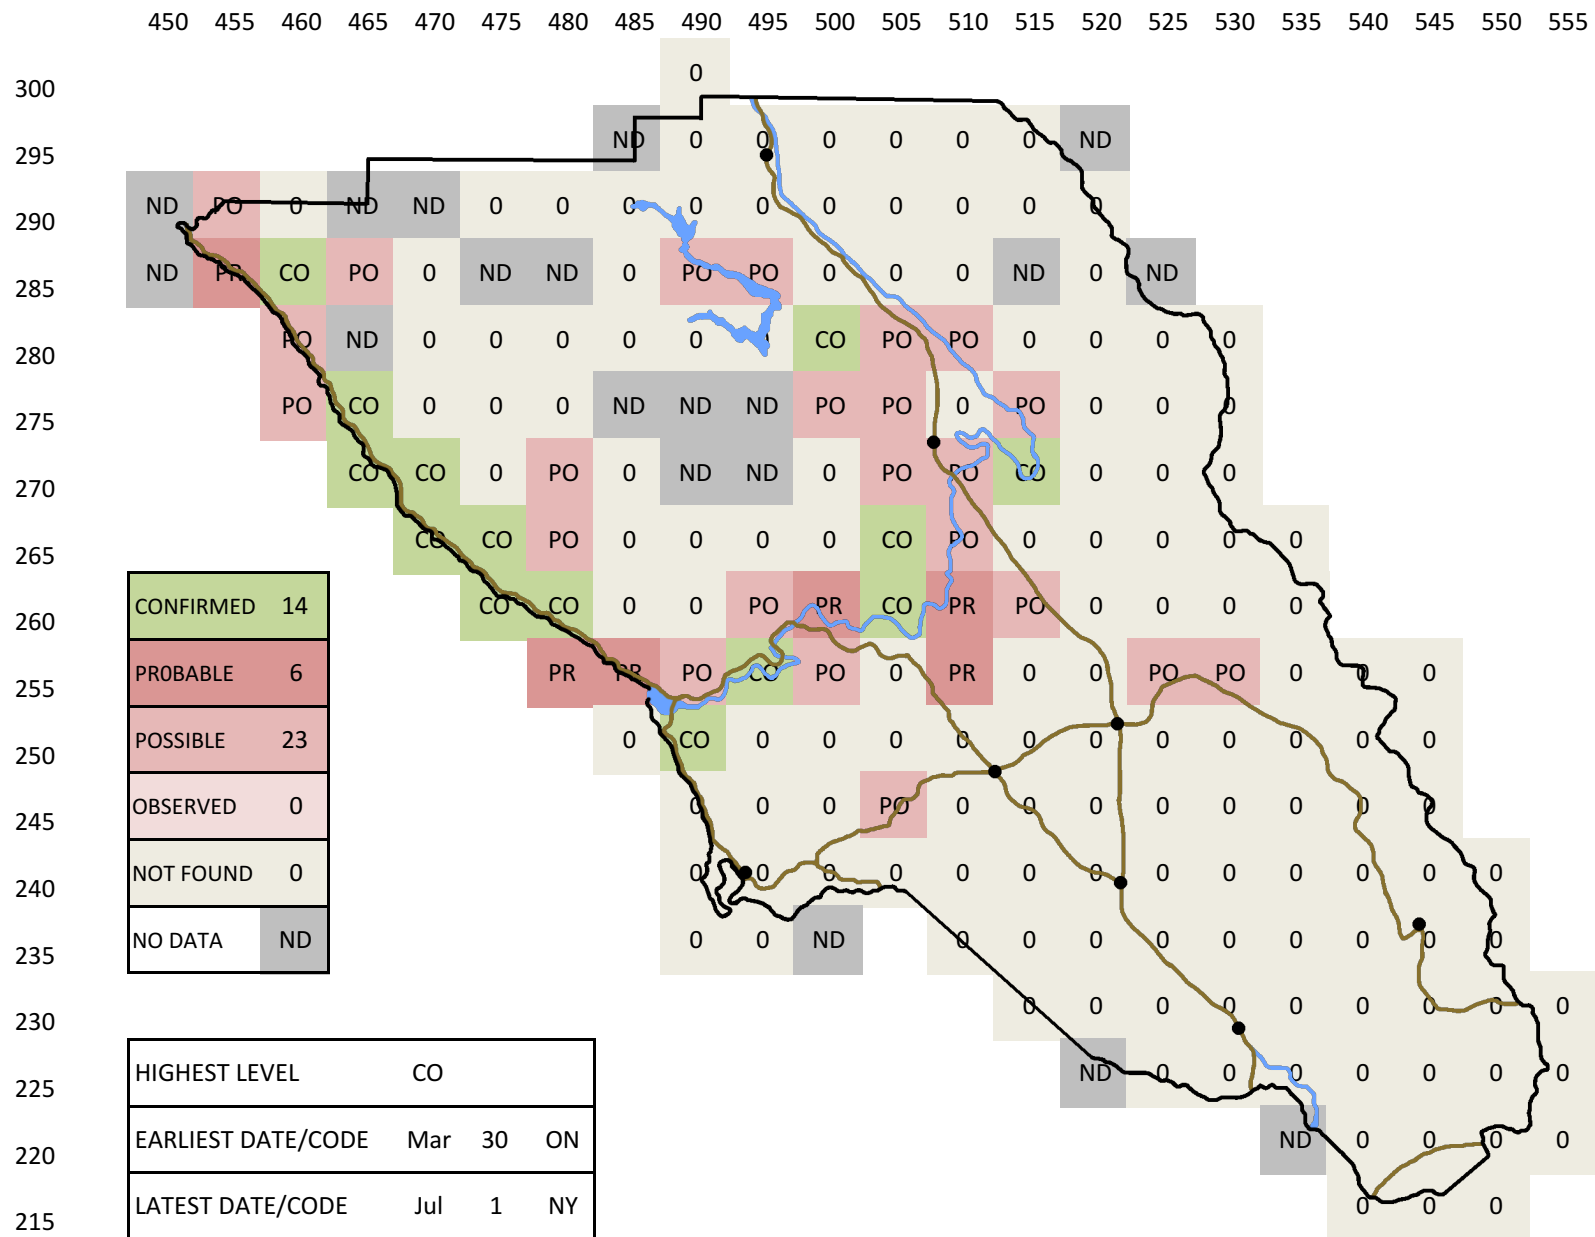 450 455 460 465 470 475 480 485 490 495 500 505 510 515 520 525 530 535 540 545 550 555
0
300
ND 0 0 0 0 0 0 ND
295
ND PO 0 ND ND 0 0 0 0 0 0 0 0 0 0
290
ND PR CO PO 0 ND ND 0 PO PO 0 0 0 ND 0 ND
285
PO ND 0 0 0 0 0 0 CO PO PO 0 0 0 0
280
PO CO 0 0 0 ND ND ND PO PO 0 PO 0 0 0
275
CO CO 0 PO 0 ND ND 0 PO PO CO 0 0 0
270
CO CO PO 0 0 0 0 CO PO 0 0 0 0 0
265
CONFIRMED 14 CO CO 0 0 PO PR CO PR PO 0 0 0 0
260
PR0BABLE 6 PR PR PO CO PO 0 PR 0 0 PO PO 0 0 0
255
POSSIBLE 23 0 CO 0 0 0 0 0 0 0 0 0 0 0
250
OBSERVED 0 0 0 0 PO 0 0 0 0 0 0 0 0
245
NOT FOUND 0 0 0 0 0 0 0 0 0 0 0 0 0 0
240
NO DATA ND 0 0 ND 0 0 0 0 0 0 0 0 0
235
0 0 0 0 0 0 0 0 0
230
HIGHEST LEVEL CO ND 0 0 0 0 0 0 0
225
EARLIEST DATE/CODE Mar 30 ON ND 0 0 0 0
220
LATEST DATE/CODE Jul 1 NY 0 0 0
215